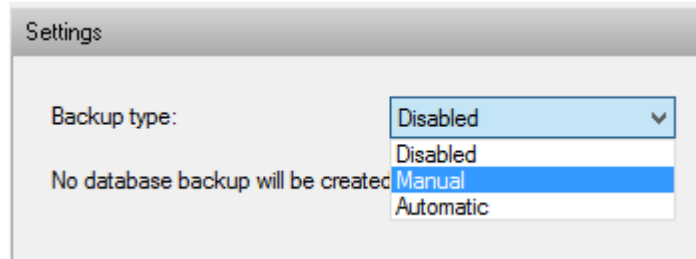 Settings
Backup type:
Disabled
Disabled
No database backup will be created
Manual
Automatic